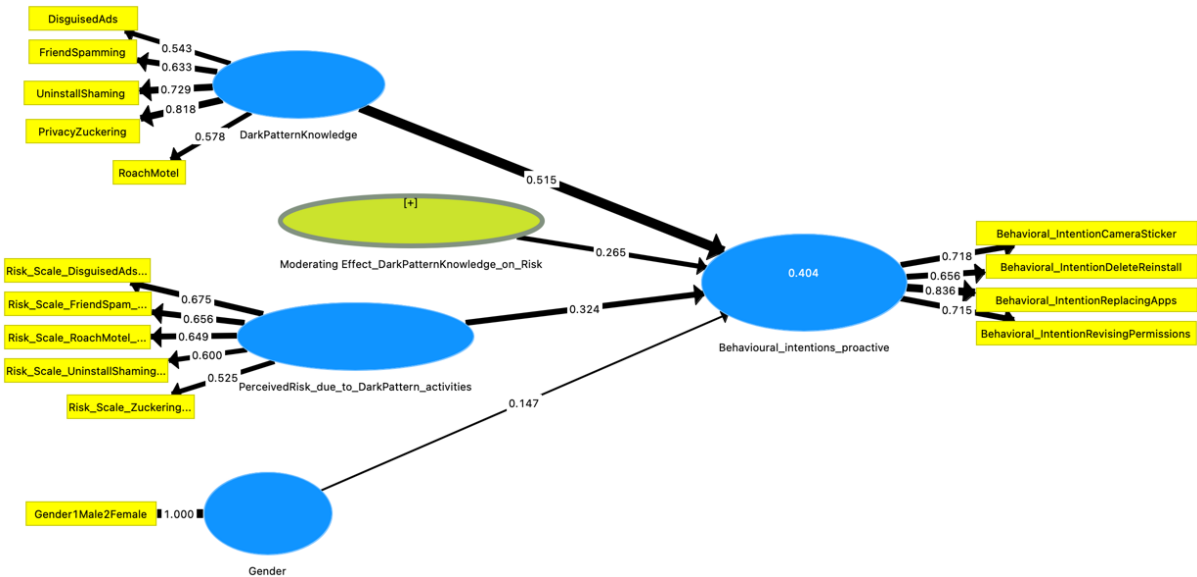 DisguisedAds
0.543
FriendSpamming
0.633
UninstallShaming
0.729
0.818
PrivacyZuckering
DarkPatternKnowledge
0.578
RoachMotel
0.515
[+]
Moderating Effect_DarkPatternKnowledge_on_Risk
0.265
Behavioral_IntentionCameraSticker
0.718
Behavioral_IntentionDeleteReinstall
0.656
0.404
0.836
Behavioral_IntentionReplacingApps
0.715
Behavioral_IntentionRevisingPermissions
Behavioural_intentions_proactive
Risk_Scale_DisguisedAds...
0.675
Risk_Scale_FriendSpam_...
0.656
0.324
Risk_Scale_RoachMotel_...
0.649
0.600
Risk_Scale_UninstallShaming...
0.525
PerceivedRisk_due_to_DarkPattern_activities
Risk_Scale_Zuckering...
0.147
Gender1Male2Female
1.000
Gender